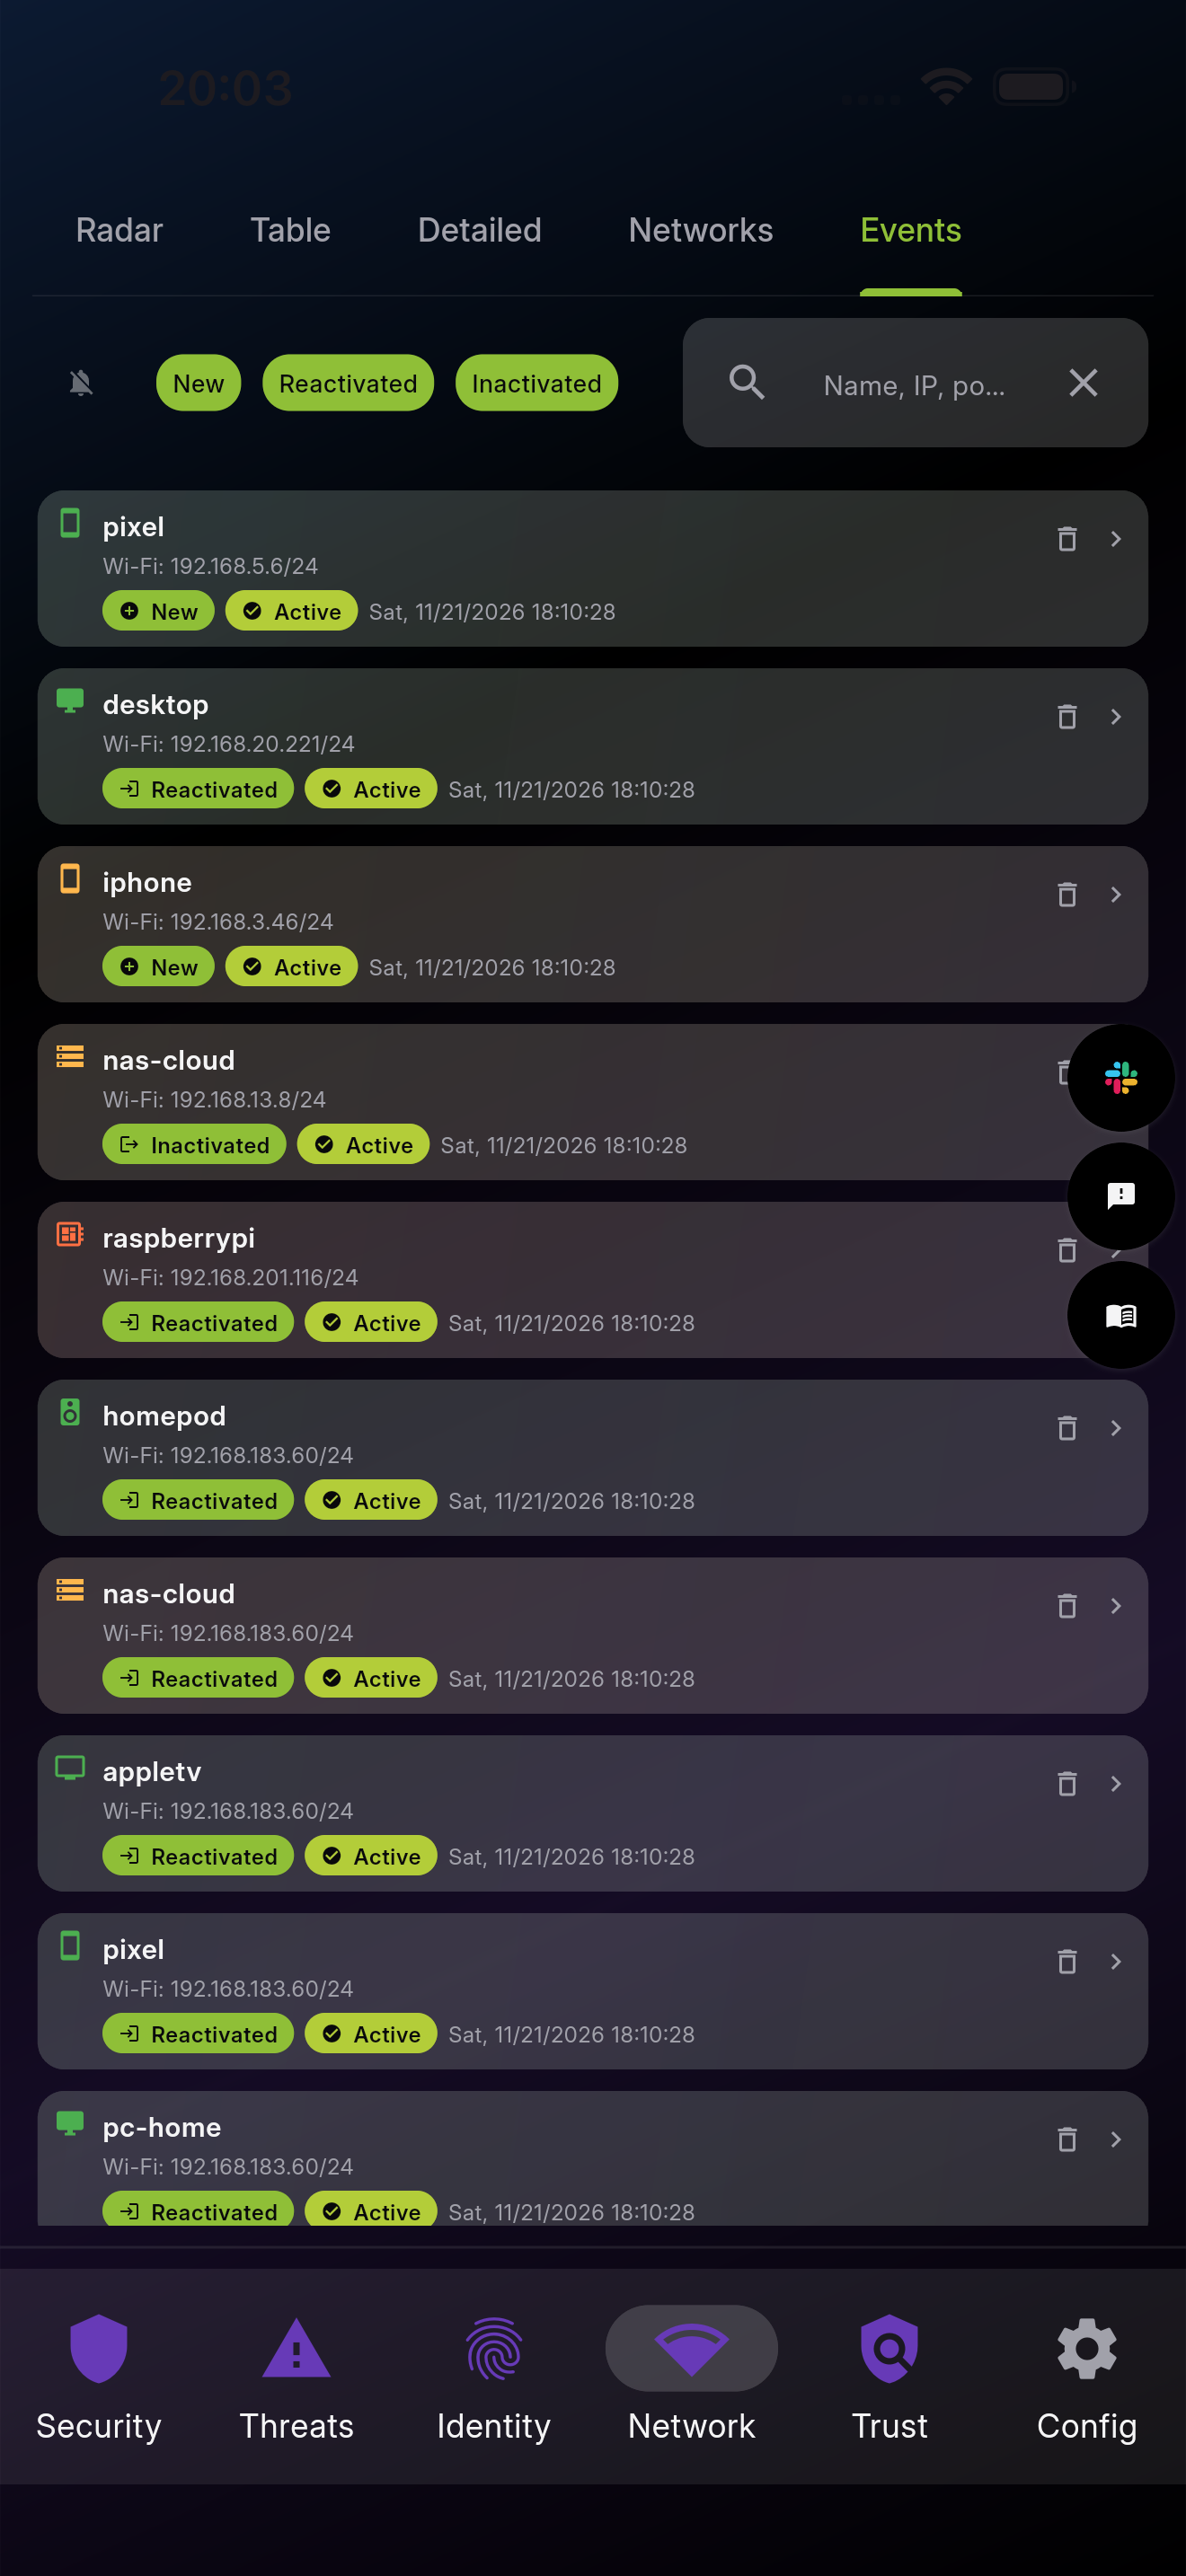 20:03
Radar Table Detailed Networks Events
New Reactivated Inactivated Name, IP, po...
pixel
Wi-Fi: 192.168.5.6/24
New Active Sat, 11/21/2026 18:10:28
desktop
Wi-Fi: 192.168.20.221/24
Reactivated Active Sat, 11/21/2026 18:10:28
iphone
Wi-Fi: 192.168.3.46/24
New Active Sat, 11/21/2026 18:10:28
nas-cloud
Wi-Fi: 192.168.13.8/24
Inactivated Active Sat, 11/21/2026 18:10:28
raspberrypi
Wi-Fi: 192.168.201.116/24
Reactivated Active Sat, 11/21/2026 18:10:28
homepod
Wi-Fi: 192.168.183.60/24
Reactivated Active Sat, 11/21/2026 18:10:28
nas-cloud
Wi-Fi: 192.168.183.60/24
Reactivated Active Sat, 11/21/2026 18:10:28
appletv
Wi-Fi: 192.168.183.60/24
Reactivated Active Sat, 11/21/2026 18:10:28
pixel
Wi-Fi: 192.168.183.60/24
Reactivated Active Sat, 11/21/2026 18:10:28
pc-home
Wi-Fi: 192.168.183.60/24
Reactivated Active Sat, 11/21/2026 18:10:28
Security Threats Identity Network Trust Config